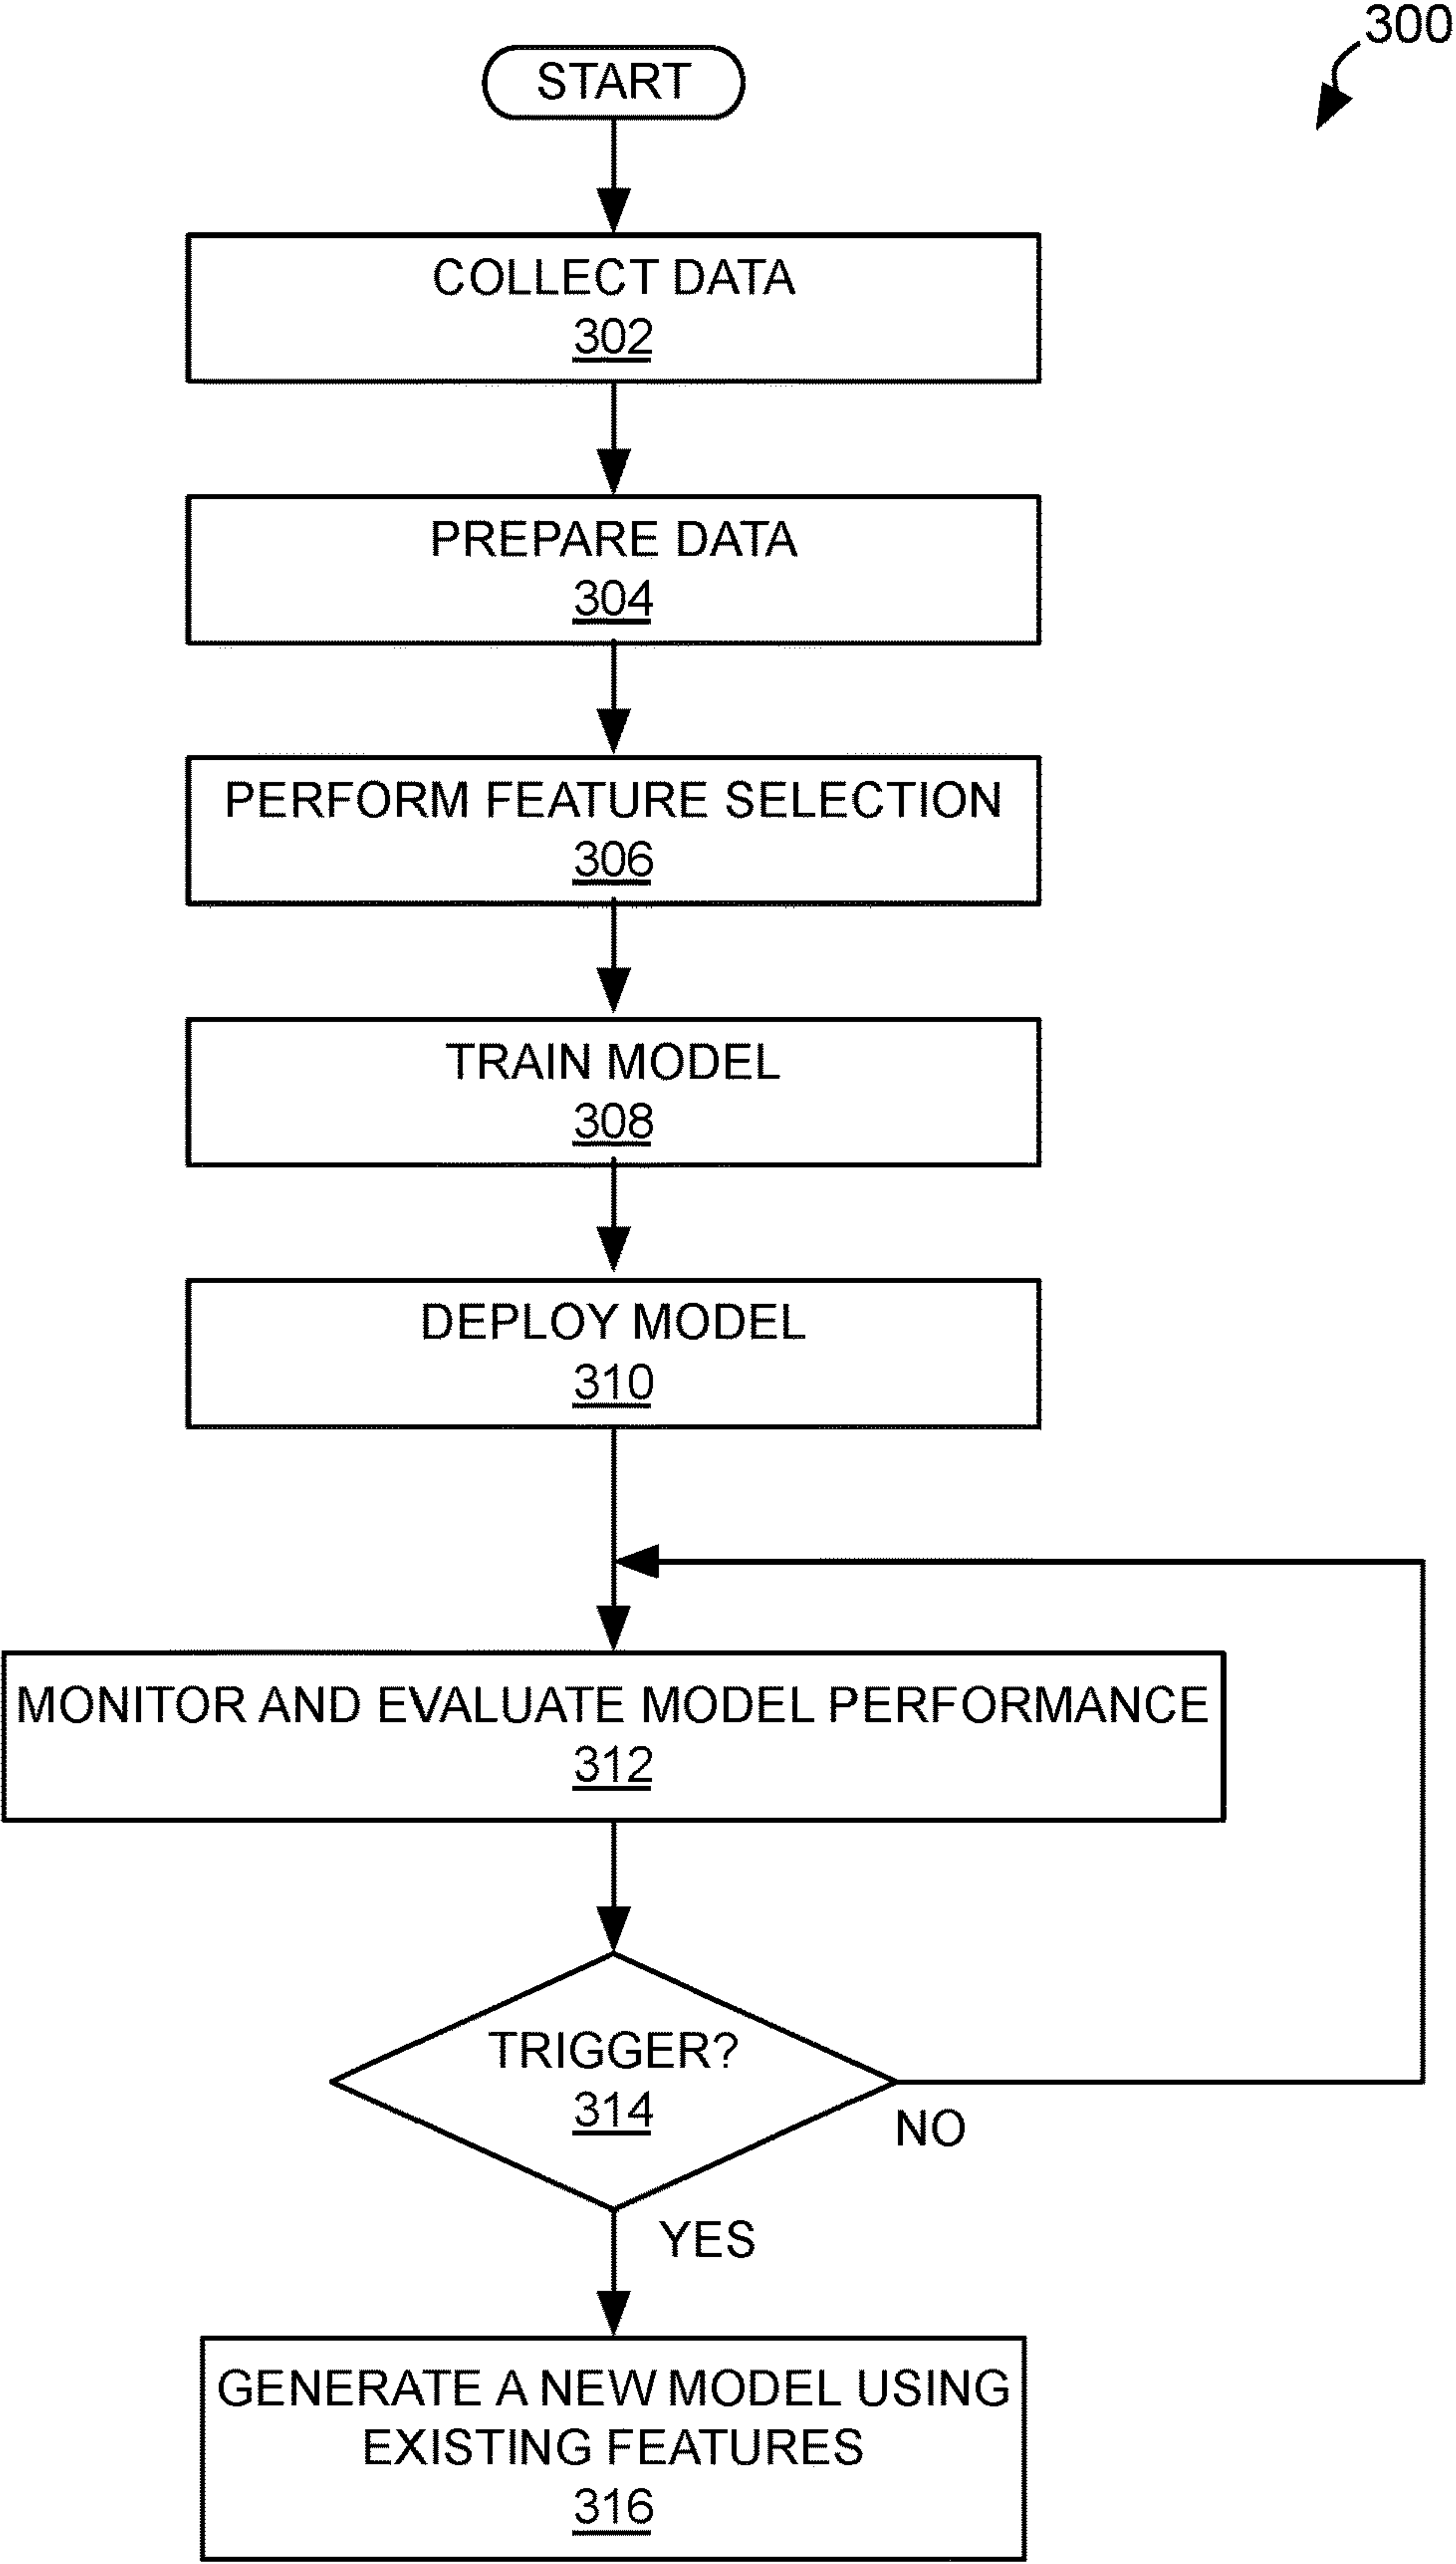 300
START
COLLECT DATA
302
PREPARE DATA
304
PERFORM FEATURE SELECTION
306
TRAIN MODEL
308
DEPLOY MODEL
310
MONITOR AND EVALUATE MODEL PERFORMANCE
312
TRIGGER?
314
NO
YES
GENERATE A NEW MODEL USING
EXISTING FEATURES
316